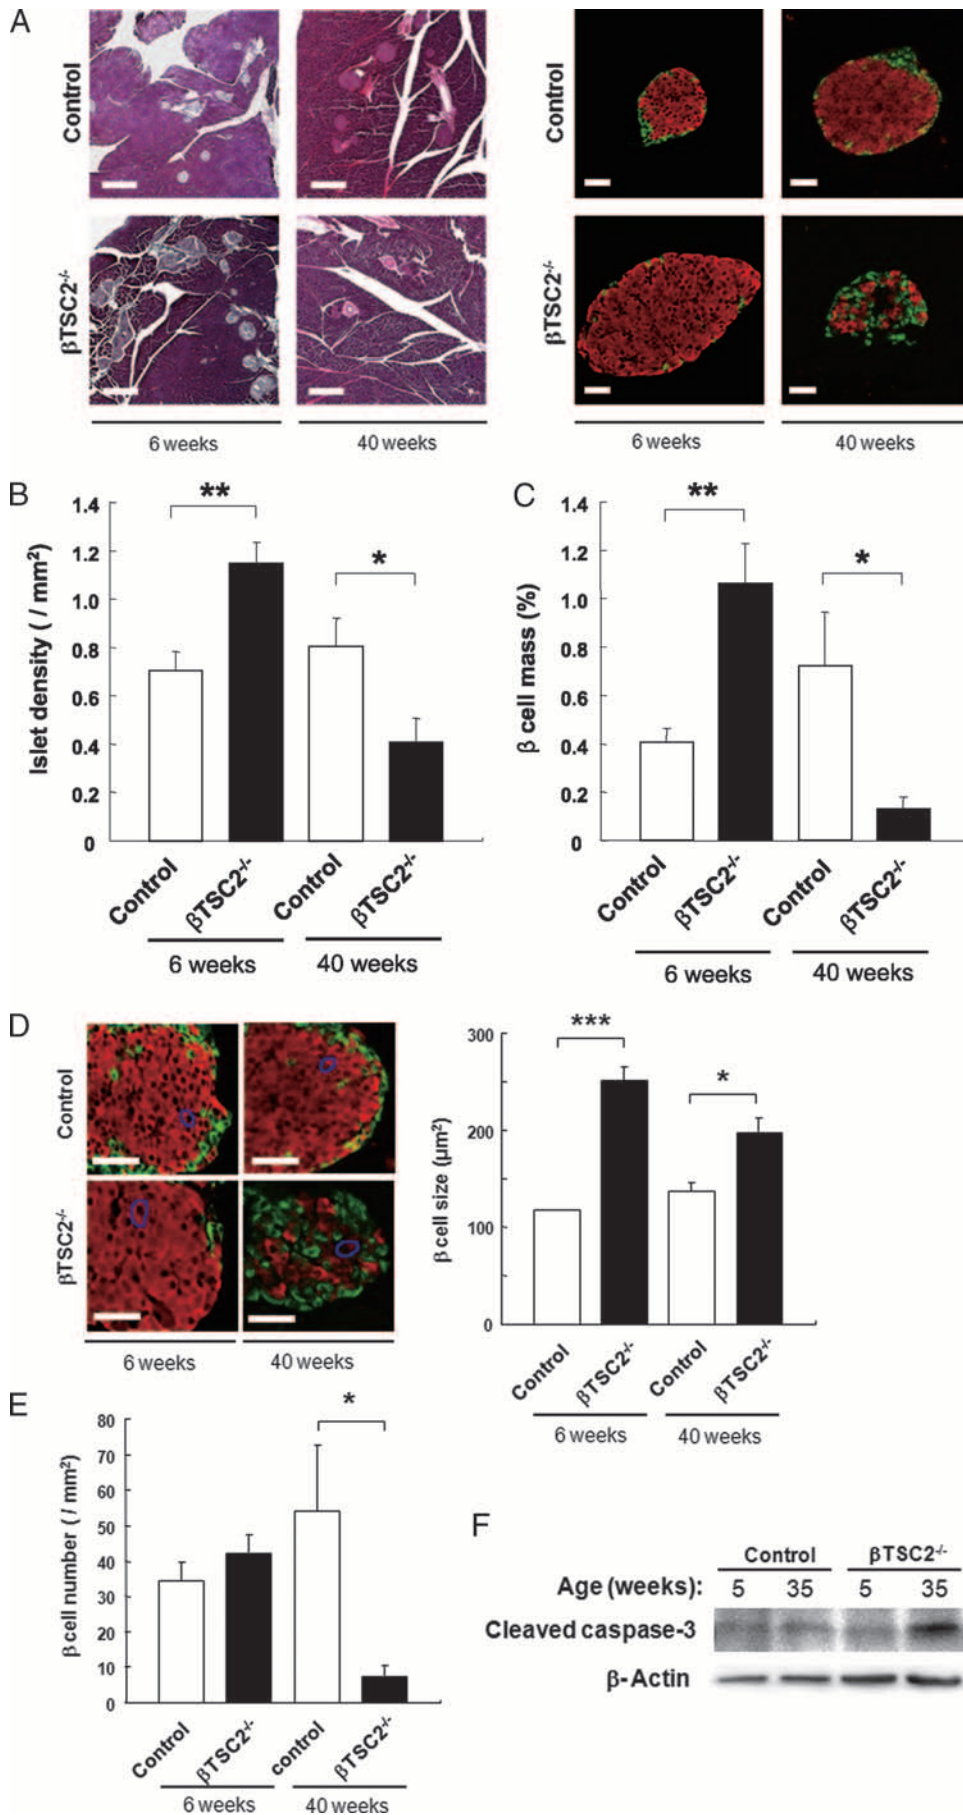 A
Control
βTSC2-/-
6 weeks
40 weeks
Control
βTSC2-/-
6 weeks
40 weeks
B
Islet density ( / mm²)
1.4
1.2
1.0
0.8
0.6
0.4
0.2
0
**
*
Control
βTSC2-/-
Control
βTSC2-/-
6 weeks
40 weeks
C
β cell mass (%)
1.4
1.2
1.0
0.8
0.6
0.4
0.2
0
**
*
Control
βTSC2-/-
Control
βTSC2-/-
6 weeks
40 weeks
D
Control
βTSC2-/-
6 weeks
40 weeks
β cell size (µm²)
300
200
100
0
***
*
Control
βTSC2-/-
Control
βTSC2-/-
6 weeks
40 weeks
E
β cell number ( / mm²)
80
70
60
50
40
30
20
10
0
*
Control
βTSC2-/-
control
βTSC2-/-
6 weeks
40 weeks
F
Control βTSC2-/-
Age (weeks): 5 35 5 35
Cleaved caspase-3
β-Actin